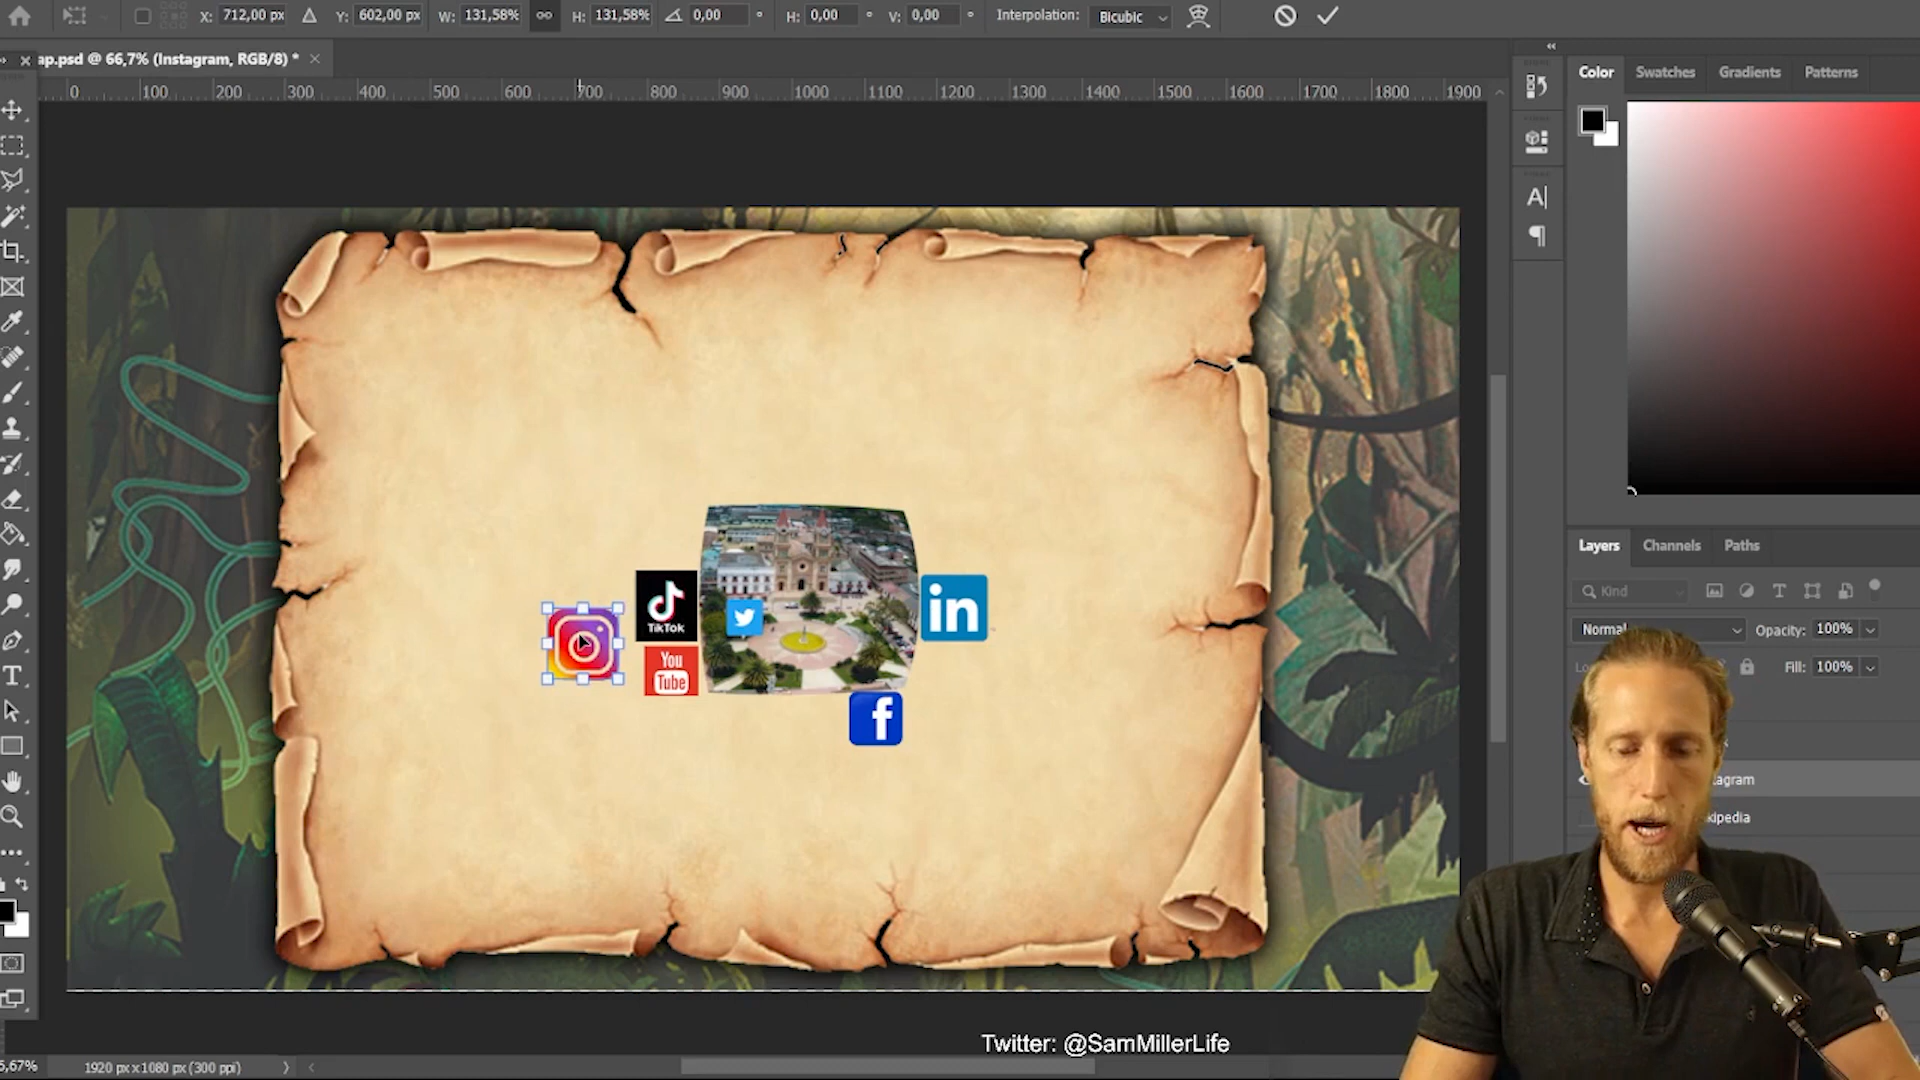 X: 712,00 px Y: 602,00 px W: 131,58% H: 131,58% 0,00 ° H: 0,00 ° V: 0,00 ° Interpolation: Bicubic
ap.psd @ 66,7% (Instagram, RGB/8) *
0 100 200 300 400 500 600 700 800 900 1000 1100 1200 1300 1400 1500 1600 1700 1800 1900
Color Swatches Gradients Patterns
Layers Channels Paths
Kind
Normal Opacity: 100%
Fill: 100%
tagram
kipedia
TikTok
You
Tube
in
f
Twitter: @SamMillerLife
1920 px x 1080 px (300 ppi)